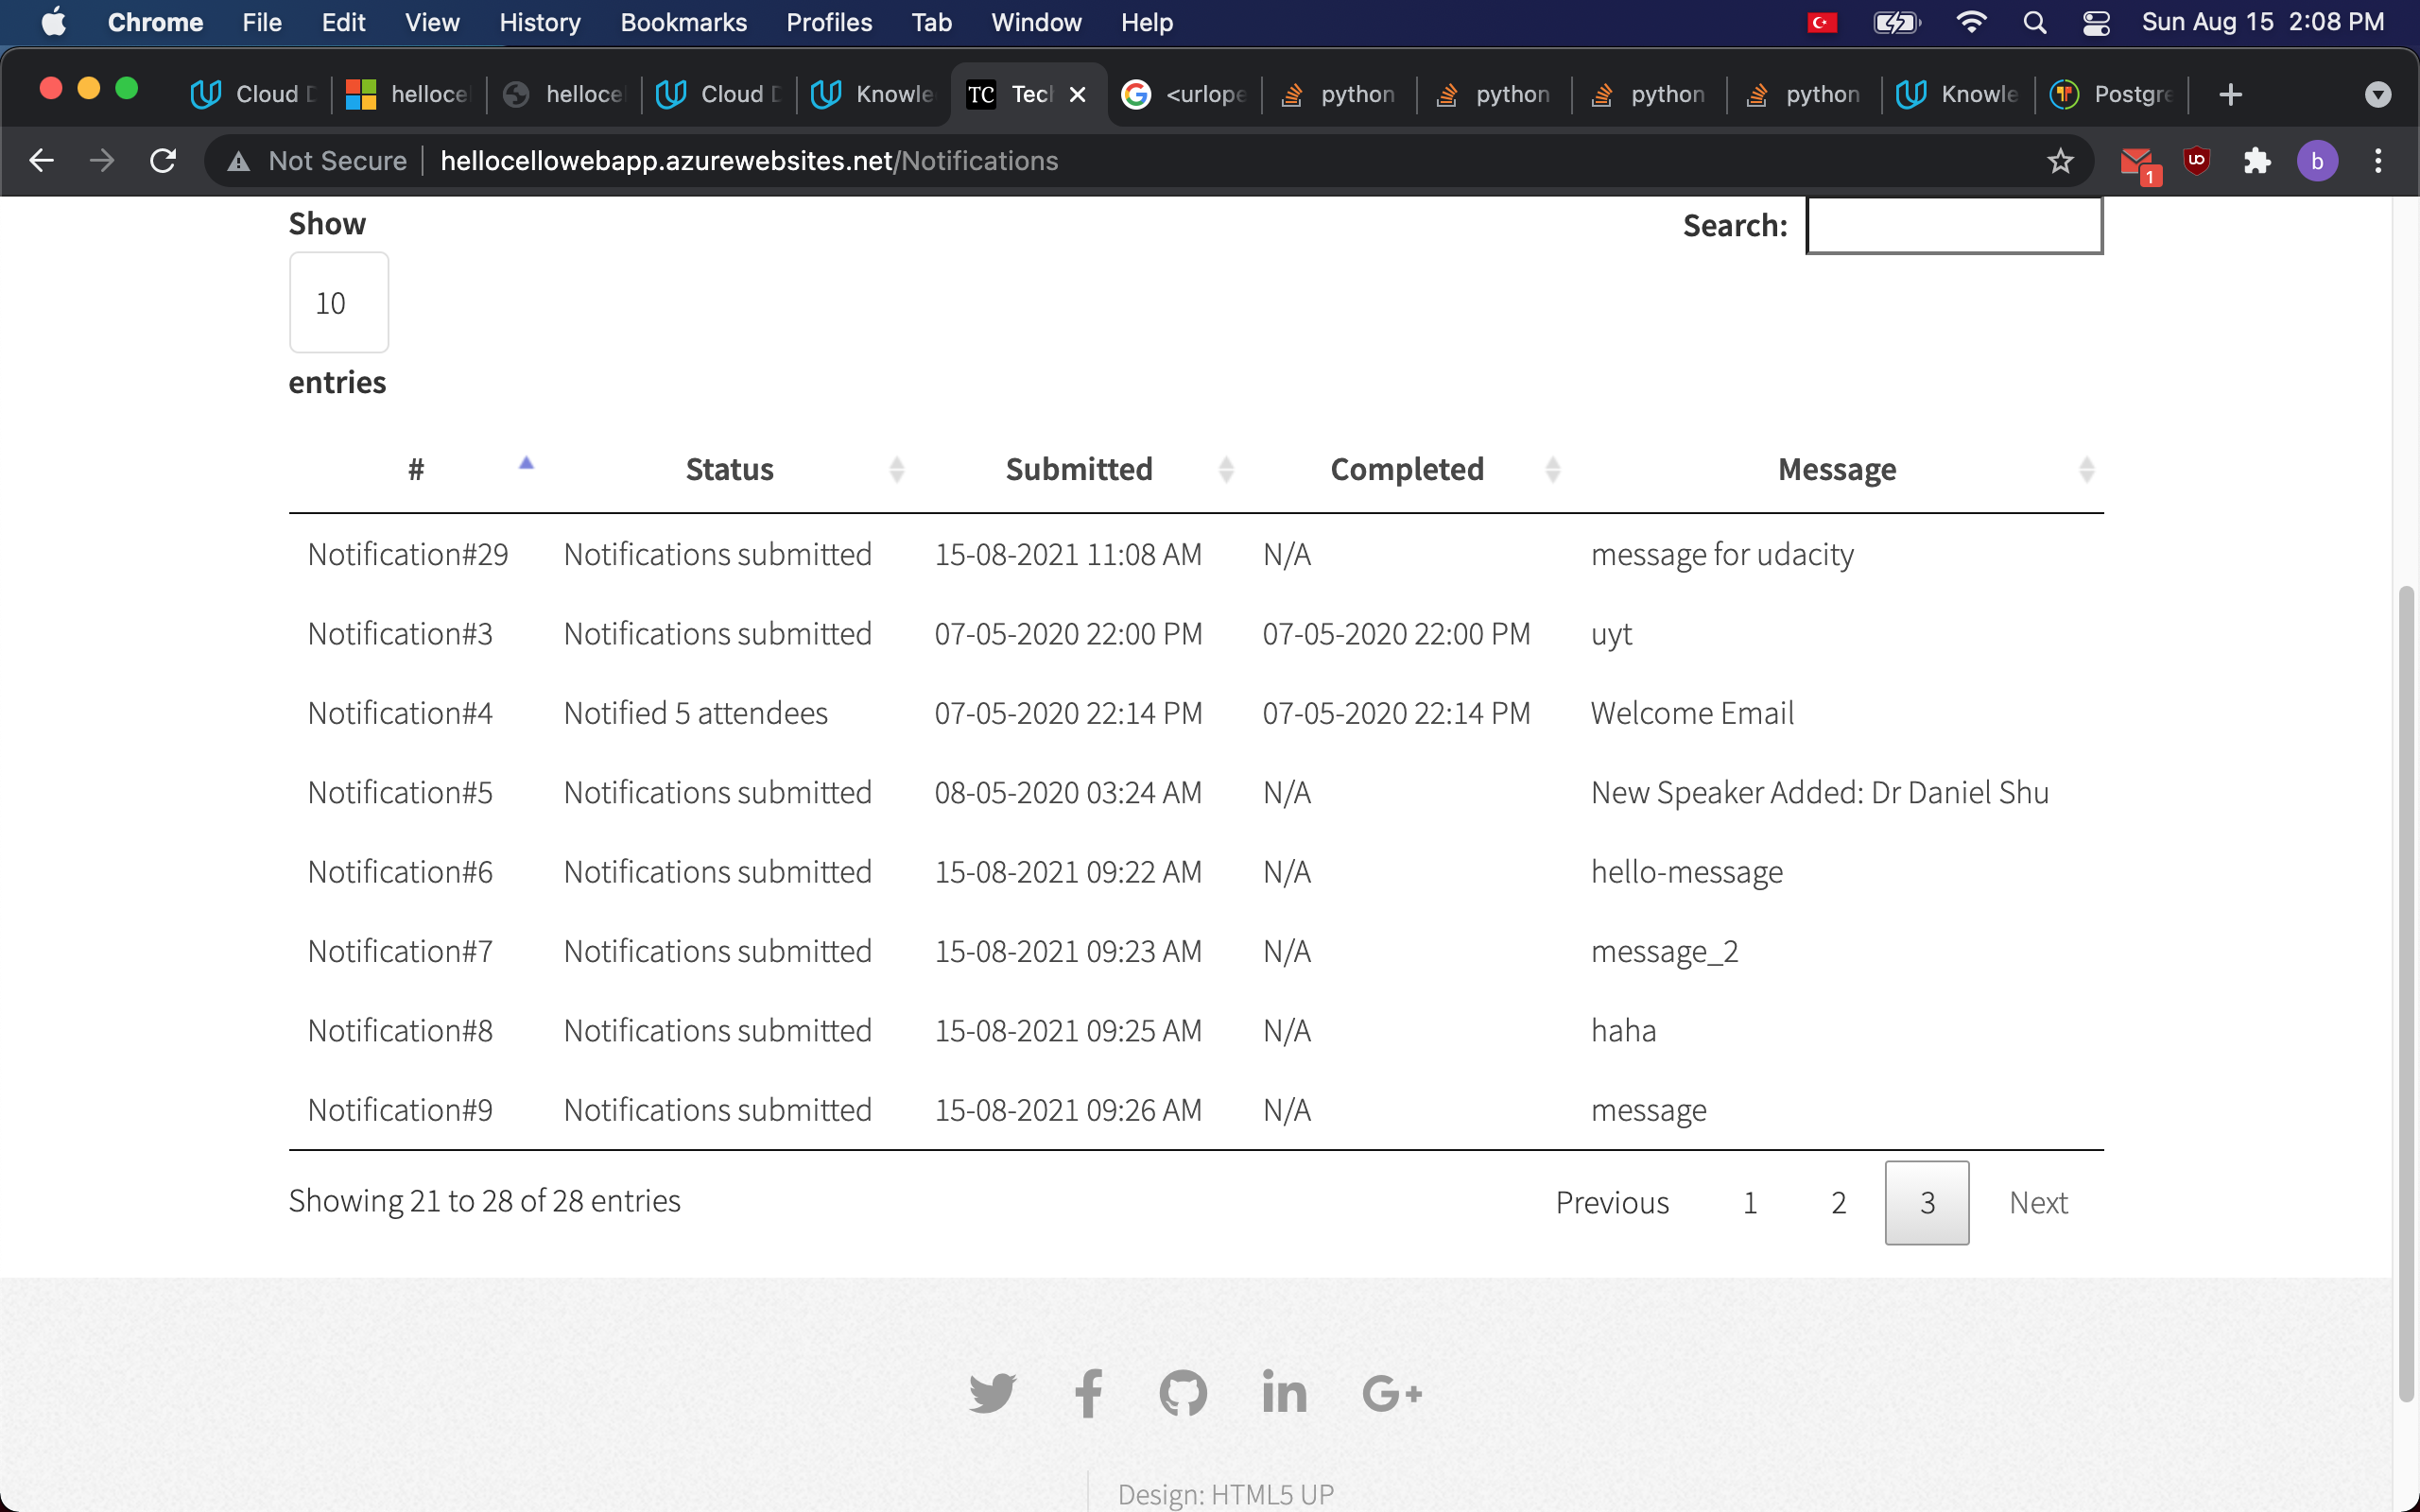 Chrome File Edit View History Bookmarks Profiles Tab Window Help Sun Aug 15 2:08 PM
Cloud D helloce helloce Cloud D Knowle TC Tech <urlope python python python python Knowle Postgre
Not Secure hellocellowebapp.azurewebsites.net/Notifications 1 b
Show Search:
10
entries
# Status Submitted Completed Message
Notification#29 Notifications submitted 15-08-2021 11:08 AM N/A message for udacity
Notification#3 Notifications submitted 07-05-2020 22:00 PM 07-05-2020 22:00 PM uyt
Notification#4 Notified 5 attendees 07-05-2020 22:14 PM 07-05-2020 22:14 PM Welcome Email
Notification#5 Notifications submitted 08-05-2020 03:24 AM N/A New Speaker Added: Dr Daniel Shu
Notification#6 Notifications submitted 15-08-2021 09:22 AM N/A hello-message
Notification#7 Notifications submitted 15-08-2021 09:23 AM N/A message_2
Notification#8 Notifications submitted 15-08-2021 09:25 AM N/A haha
Notification#9 Notifications submitted 15-08-2021 09:26 AM N/A message
Showing 21 to 28 of 28 entries Previous 1 2 3 Next
Design: HTML5 UP